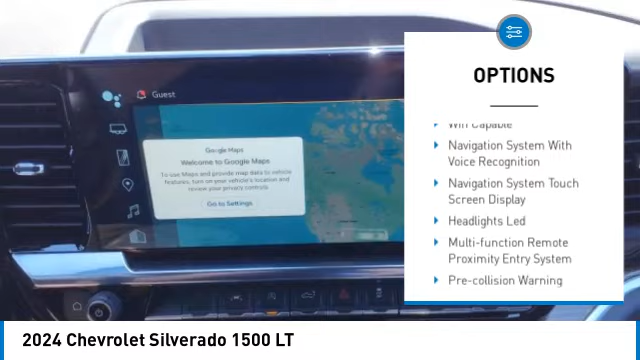 Guest
Google Maps
Welcome to Google Maps
To use Maps and provide map data to vehicle
features, turn on your vehicle's location and
review your privacy controls
Go to Settings
OPTIONS
Wifi Capable
Navigation System With
Voice Recognition
Navigation System Touch
Screen Display
Headlights Led
Multi-function Remote
Proximity Entry System
Pre-collision Warning
2024 Chevrolet Silverado 1500 LT